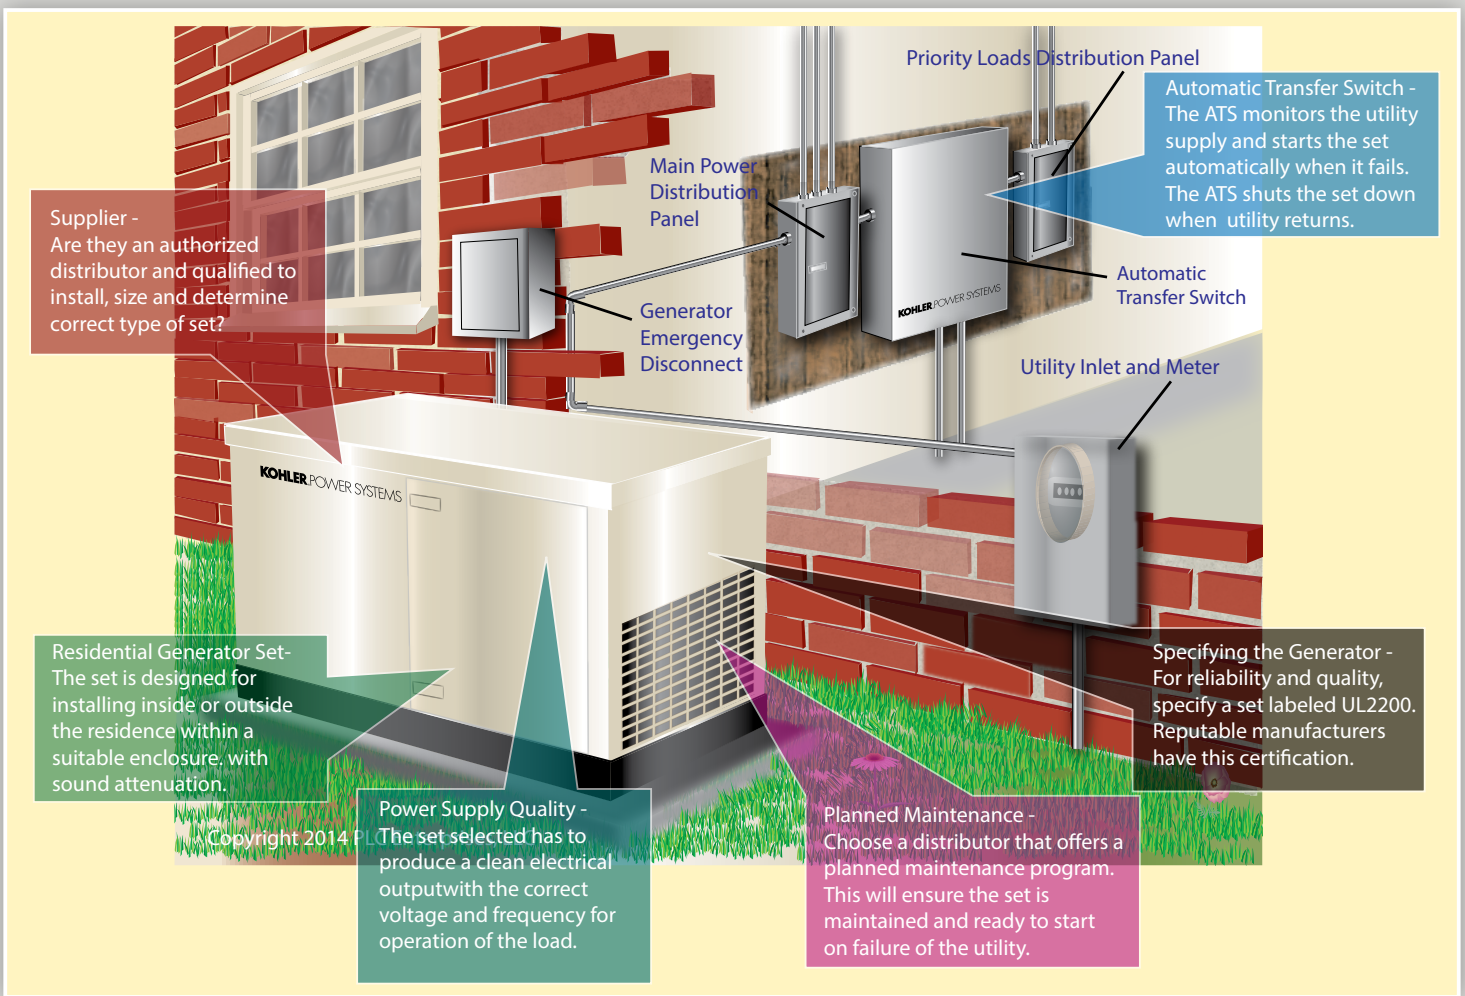 Priority Loads Distribution Panel
Automatic Transfer Switch -
The ATS monitors the utility
supply and starts the set
automatically when it fails.
The ATS shuts the set down
when utility returns.
Main Power
Distribution
Panel
Supplier -
Are they an authorized
distributor and qualified to
install, size and determine
correct type of set?
Automatic
Transfer Switch
KOHLER POWER SYSTEMS
Generator
Emergency
Disconnect
Utility Inlet and Meter
KOHLER POWER SYSTEMS
Residential Generator Set-
The set is designed for
installing inside or outside
the residence within a
suitable enclosure. with
sound attenuation.
Specifying the Generator -
For reliability and quality,
specify a set labeled UL2200.
Reputable manufacturers
have this certification.
Power Supply Quality -
The set selected has to
produce a clean electrical
outputwith the correct
voltage and frequency for
operation of the load.
Planned Maintenance -
Choose a distributor that offers a
planned maintenance program.
This will ensure the set is
maintained and ready to start
on failure of the utility.
Copyright 2014